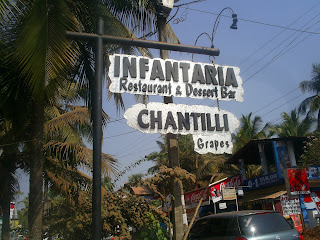 INFANTARIA
Restaurant & Dessert Bar
CHANTILLI
Grapes